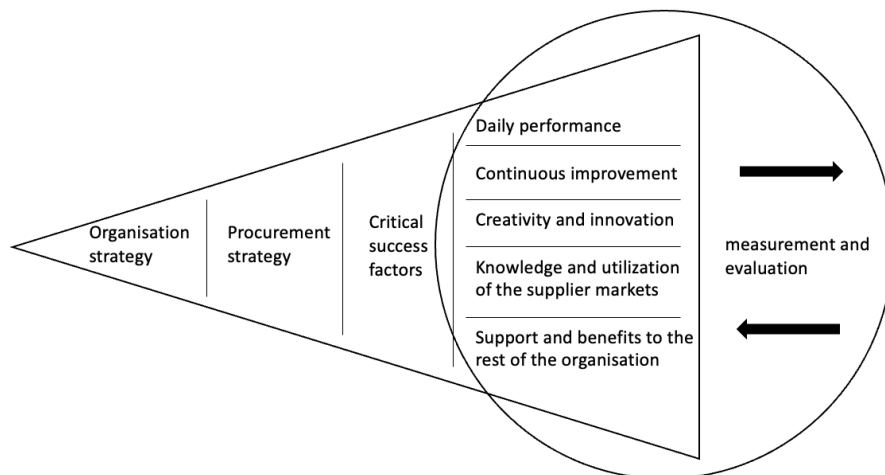 Organisation
strategy
Procurement
strategy
Critical
success
factors
Daily performance
Continuous improvement
Creativity and innovation
Knowledge and utilization
of the supplier markets
Support and benefits to the
rest of the organisation
measurement and
evaluation